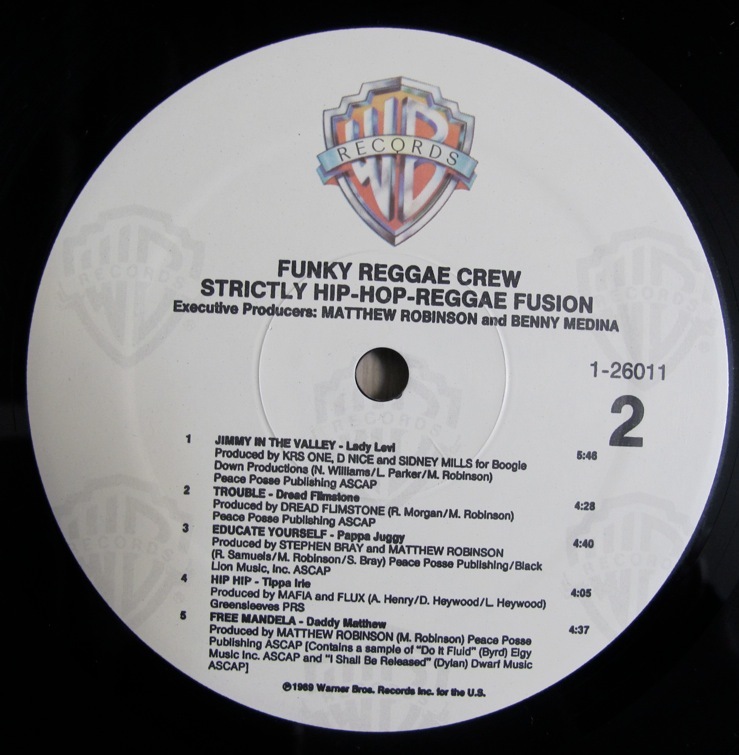 WB
RECORDS
FUNKY REGGAE CREW
STRICTLY HIP-HOP-REGGAE FUSION
Executive Producers: MATTHEW ROBINSON and BENNY MEDINA
1-26011
2
1 JIMMY IN THE VALLEY - Lady Levi
Produced by KRS ONE, D NICE and SIDNEY MILLS for Boogie 5:46
Down Productions (N. Williams/L. Parker/M. Robinson)
Peace Posse Publishing ASCAP
2 TROUBLE - Dread Flimstone
Produced by DREAD FLIMSTONE (R. Morgan/M. Robinson) 4:28
Peace Posse Publishing ASCAP
3 EDUCATE YOURSELF - Pappa Juggy
Produced by STEPHEN BRAY and MATTHEW ROBINSON 4:40
(R. Samuels/M. Robinson/S. Bray) Peace Posse Publishing/Black
Lion Music, Inc. ASCAP
4 HIP HIP - Tippa Irie
Produced by MAFIA and FLUX (A. Henry/D. Heywood/L. Heywood) 4:05
Greensleeves PRS
5 FREE MANDELA - Daddy Matthew
Produced by MATTHEW ROBINSON (M. Robinson) Peace Posse 4:37
Publishing ASCAP [Contains a sample of "Do It Fluid" (Byrd) Elgy
Music Inc. ASCAP and "I Shall Be Released" (Dylan) Dwarf Music
ASCAP]
℗1989 Warner Bros. Records Inc. for the U.S.